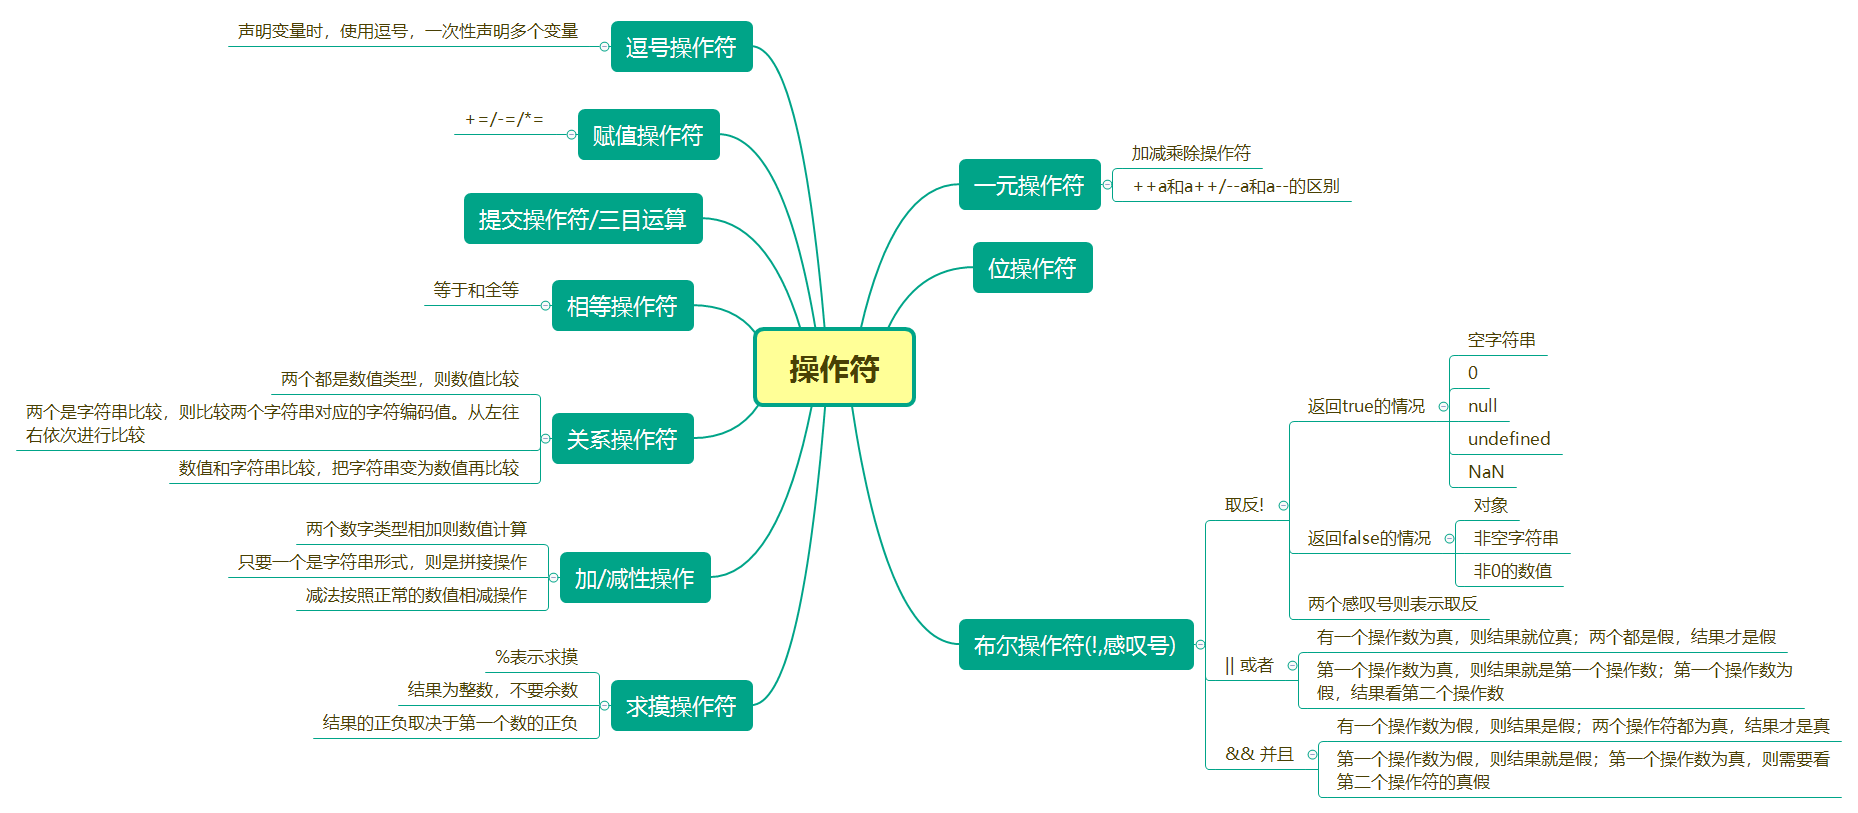 操作符
逗号操作符
声明变量时，使用逗号，一次性声明多个变量
赋值操作符
+=/-=/*=
提交操作符/三目运算
相等操作符
等于和全等
关系操作符
两个都是数值类型，则数值比较
两个是字符串比较，则比较两个字符串对应的字符编码值。从左往
右依次进行比较
数值和字符串比较，把字符串变为数值再比较
加/减性操作
两个数字类型相加则数值计算
只要一个是字符串形式，则是拼接操作
减法按照正常的数值相减操作
求摸操作符
%表示求摸
结果为整数，不要余数
结果的正负取决于第一个数的正负
一元操作符
加减乘除操作符
++a和a++/--a和a--的区别
位操作符
布尔操作符(!,感叹号)
取反!
返回true的情况
空字符串
0
null
undefined
NaN
返回false的情况
对象
非空字符串
非0的数值
两个感叹号则表示取反
|| 或者
有一个操作数为真，则结果就位真；两个都是假，结果才是假
第一个操作数为真，则结果就是第一个操作数；第一个操作数为
假，结果看第二个操作数
&& 并且
有一个操作数为假，则结果是假；两个操作符都为真，结果才是真
第一个操作数为假，则结果就是假；第一个操作数为真，则需要看
第二个操作符的真假